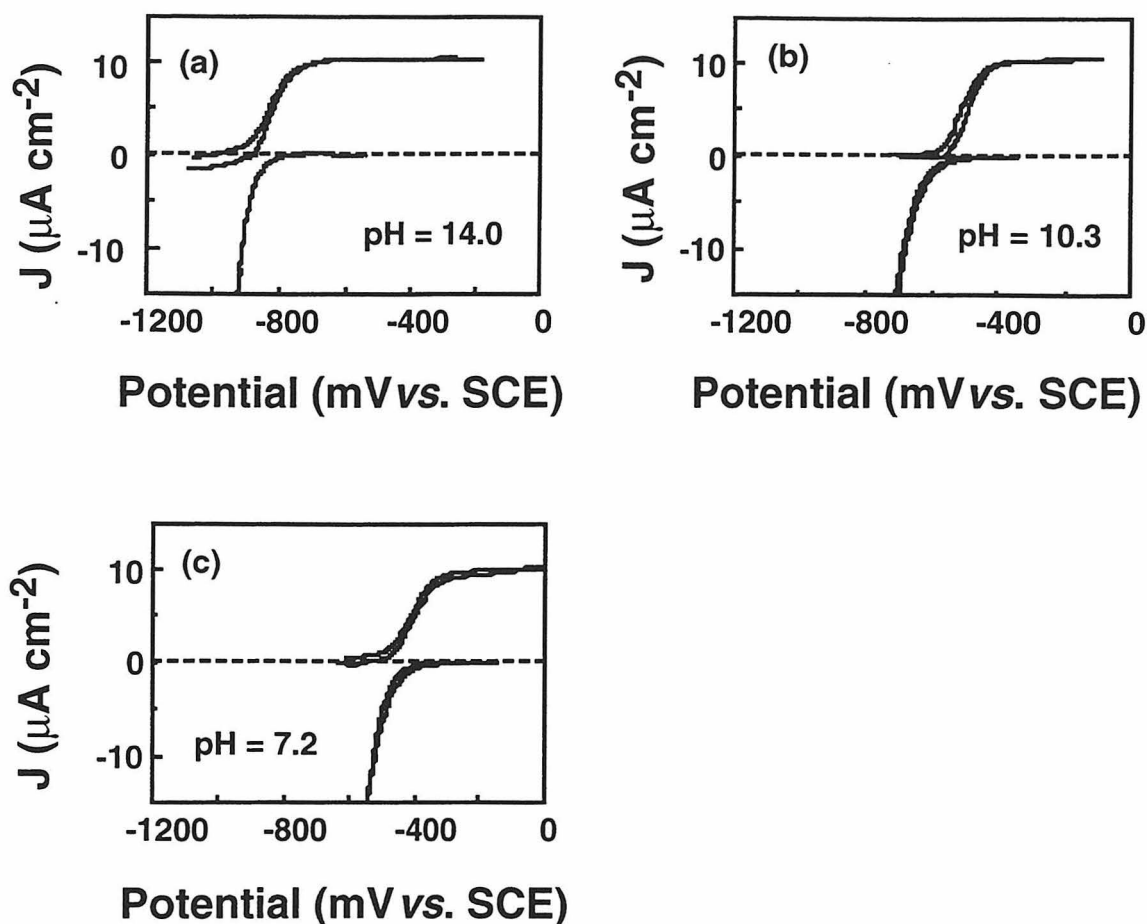 (a)
J (μA cm-2)
10
0
-10
pH = 14.0
-1200 -800 -400 0
Potential (mV vs. SCE)
(b)
J (μA cm-2)
10
0
-10
pH = 10.3
-1200 -800 -400 0
Potential (mV vs. SCE)
(c)
J (μA cm-2)
10
0
-10
pH = 7.2
-1200 -800 -400 0
Potential (mV vs. SCE)